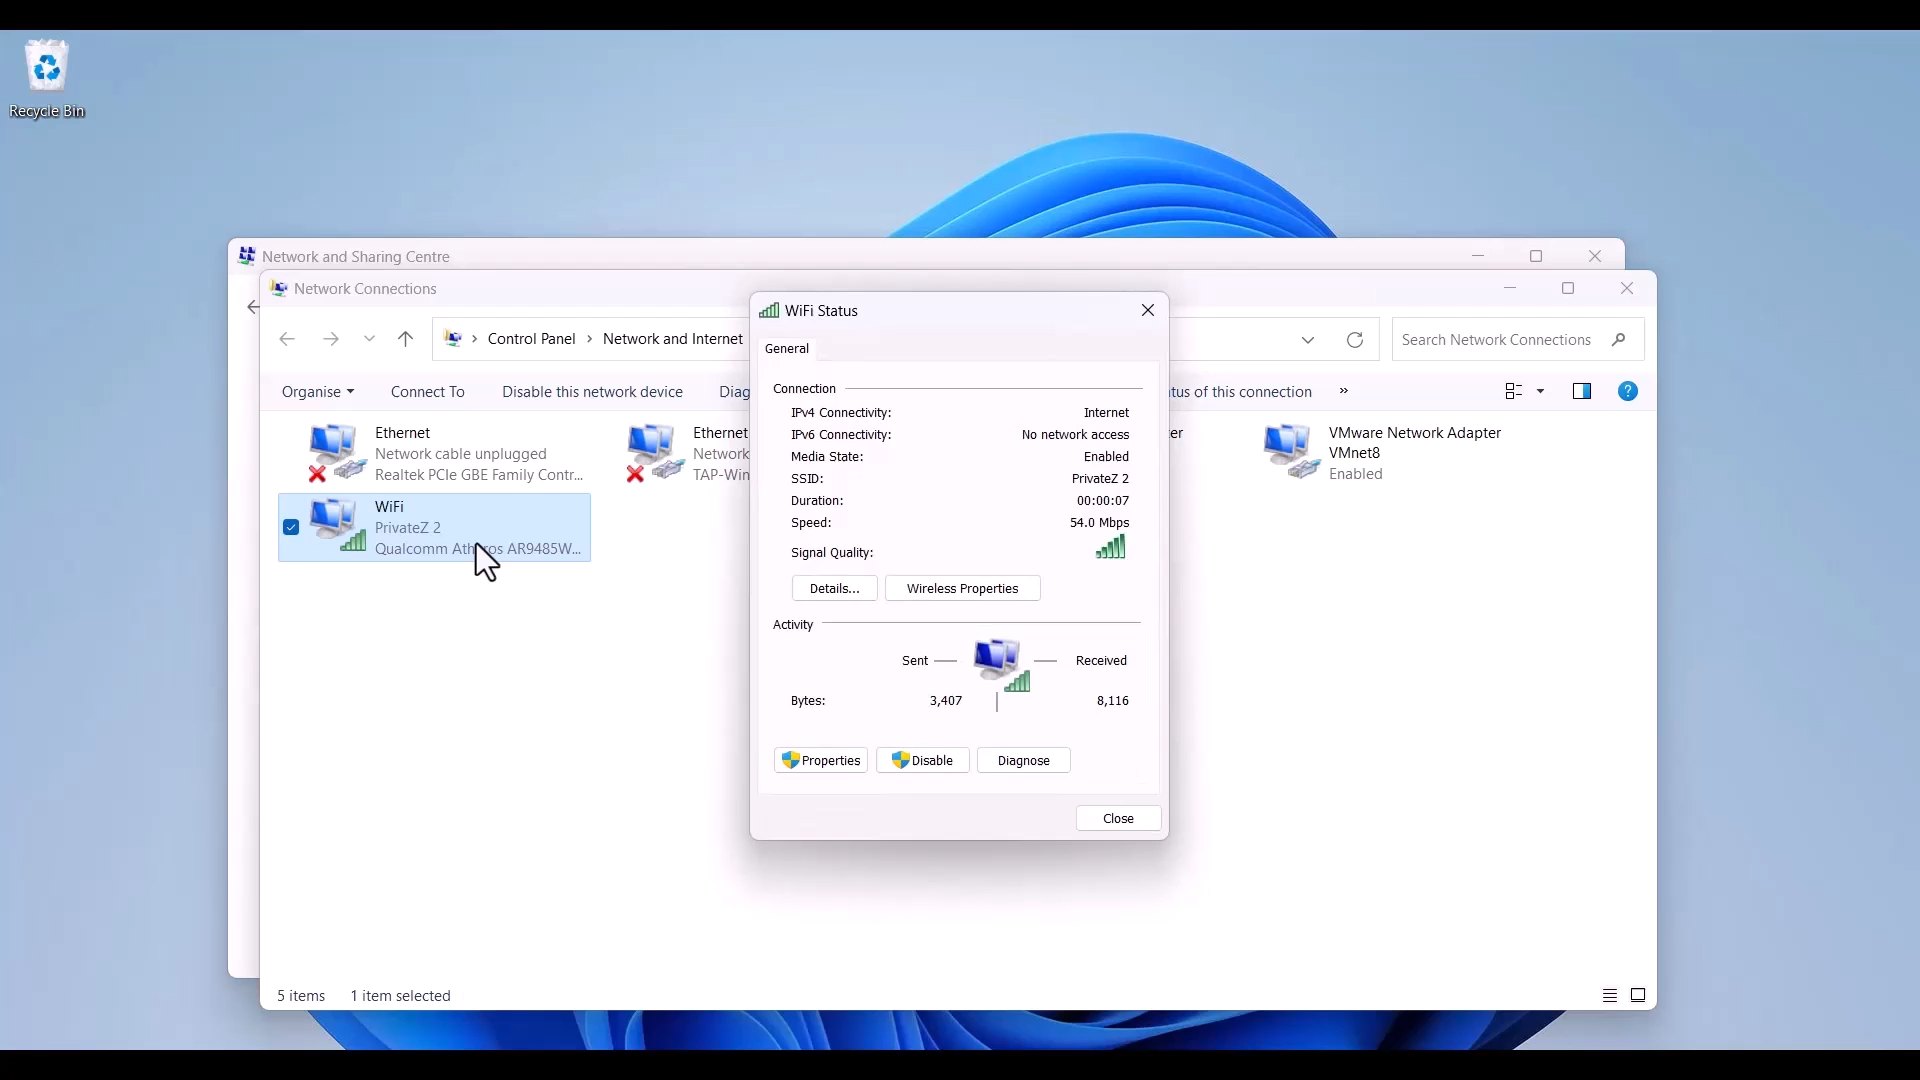 Recycle Bin
Network and Sharing Centre
Network Connections
Control Panel › Network and Internet
Search Network Connections
Organise
Connect To
Disable this network device
Diag
tus of this connection
»
Ethernet
Network cable unplugged
Realtek PCIe GBE Family Contr...
Ethernet
Network
TAP-Win
er
VMware Network Adapter
VMnet8
Enabled
WiFi
PrivateZ 2
Qualcomm Atheros AR9485W...
WiFi Status
General
Connection
IPv4 Connectivity: Internet
IPv6 Connectivity: No network access
Media State: Enabled
SSID: PrivateZ 2
Duration: 00:00:07
Speed: 54.0 Mbps
Signal Quality:
Details... Wireless Properties
Activity
Sent Received
Bytes: 3,407 8,116
Properties Disable Diagnose
Close
5 items 1 item selected